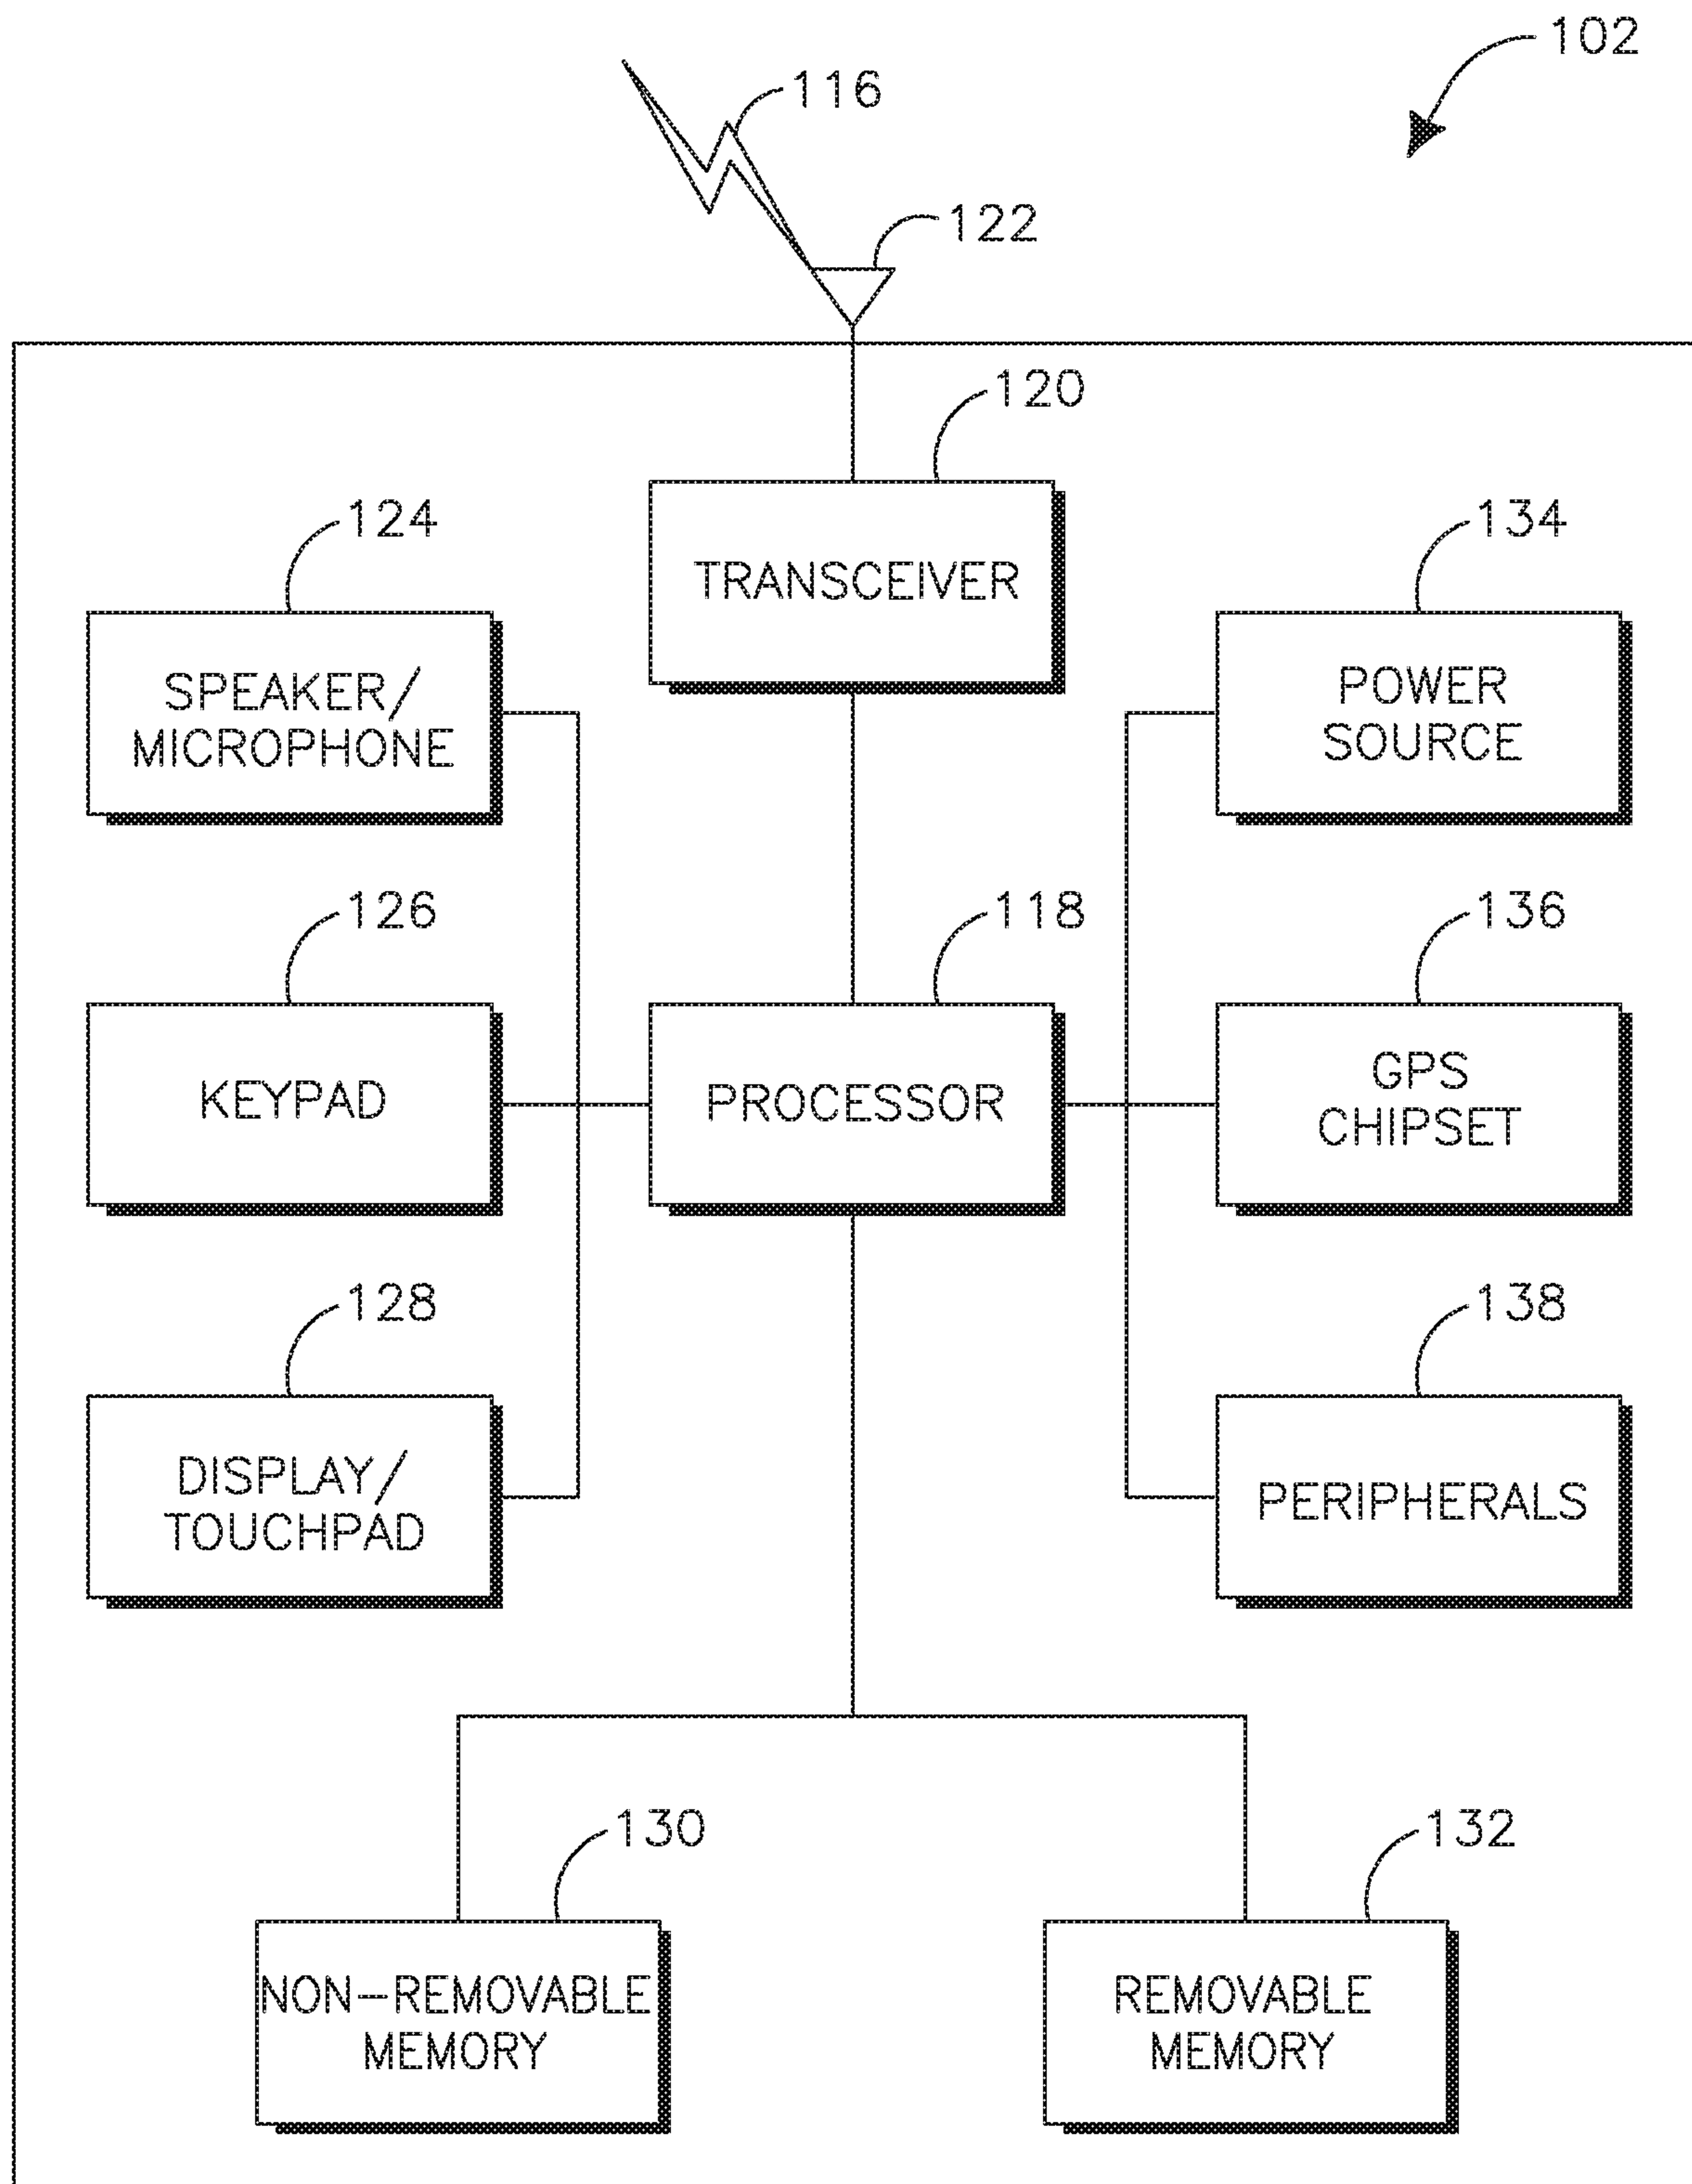 102
116
122
120
124
134
TRANSCEIVER
SPEAKER/
MICROPHONE
POWER
SOURCE
126
118
136
KEYPAD
PROCESSOR
GPS
CHIPSET
128
138
DISPLAY/
TOUCHPAD
PERIPHERALS
130
132
NON-REMOVABLE
MEMORY
REMOVABLE
MEMORY